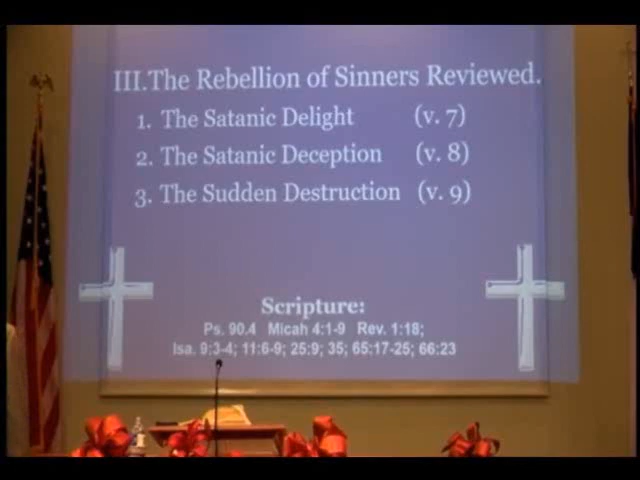 III.The Rebellion of Sinners Reviewed.
1. The Satanic Delight (v. 7)
2. The Satanic Deception (v. 8)
3. The Sudden Destruction (v. 9)
Scripture:
Ps. 90.4 Micah 4:1-9 Rev. 1:18;
Isa. 9:3-4; 11:6-9; 25:9; 35; 65:17-25; 66:23